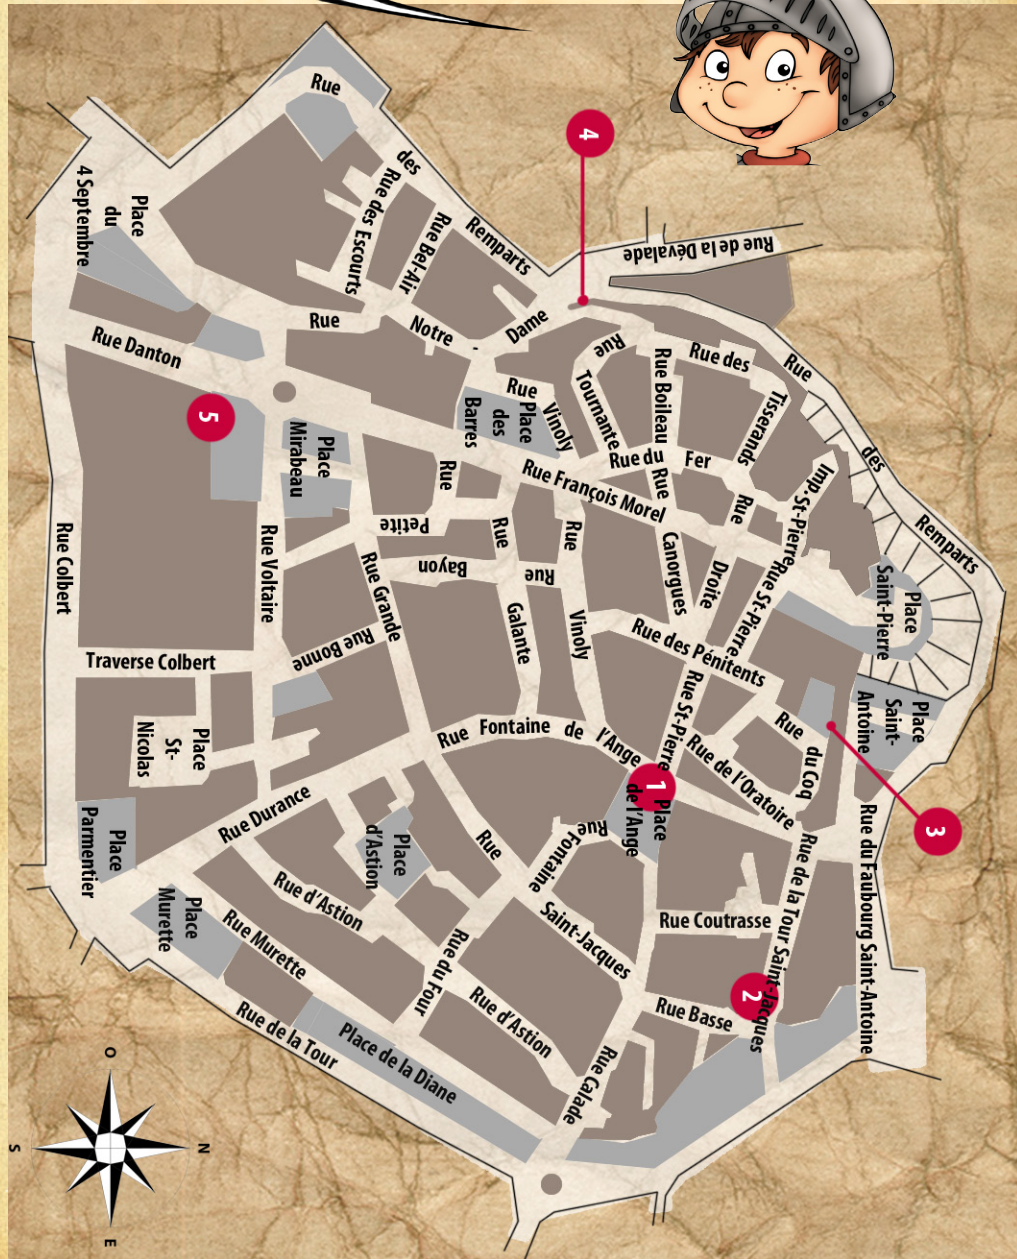 Rue
des
Remparts
4
Rue de la Dévalade
Place
du
4 Septembre
Rue des Escourts
Rue Bel-Air
Rue
Notre -
Dame
Rue Danton
5
Place
Mirabeau
Place
des
Barres
Rue
Vinoly
Rue
Tournante
Rue Boileau
Rue des
Tisserands
Rue
des
Remparts
Rue du Fer
Rue François Morel
Rue
Petite
Rue
Canorgues
Rue
Droite
Imp. St-Pierre
Rue St-Pierre
Place
Saint-Pierre
Rue Colbert
Rue Voltaire
Rue Grande
Bayon
Rue
Rue
Galante
Rue
Vinoly
Rue des Pénitents
Rue Bonne
Traverse Colbert
Place
St-
Nicolas
Rue St-Pierre
Place
Saint-
Antoine
Rue
du Coq
3
Rue Fontaine de l'Ange
1
Place
de l'Ange
Rue de l'Oratoire
Rue Fontaine
Rue Durance
Place
d'Astion
Place
Parmentier
Rue
Saint-Jacques
Rue Coutrasse
Rue de la Tour Saint-Jacques
Rue du Faubourg Saint-Antoine
Place
Murette
Rue d'Astion
Rue Murette
Rue du Four
Rue d'Astion
2
Rue Basse
Rue de la Tour
Place de la Diane
Rue Calade
O
N
S
E